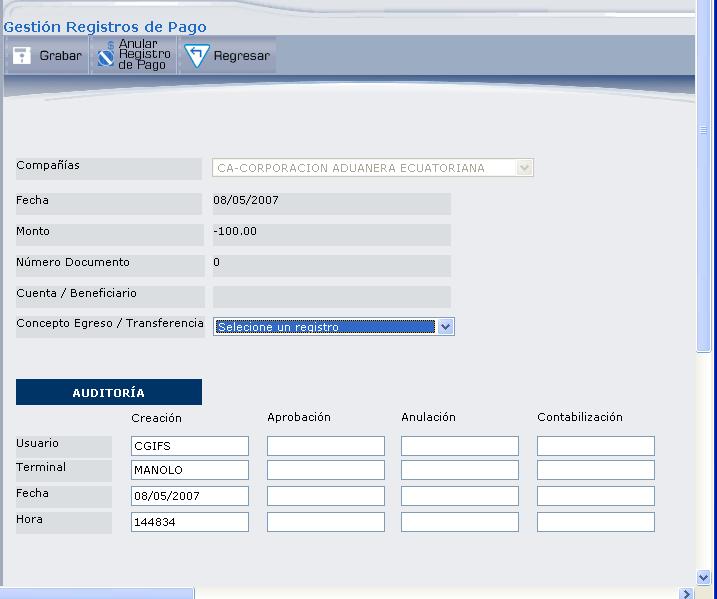 Gestión Registros de Pago
Grabar
Anular
Registro
de Pago
Regresar
Compañías CA-CORPORACION ADUANERA ECUATORIANA
Fecha 08/05/2007
Monto -100.00
Número Documento 0
Cuenta / Beneficiario
Concepto Egreso / Transferencia Selecione un registro
AUDITORÍA
Creación Aprobación Anulación Contabilización
Usuario CGIFS
Terminal MANOLO
Fecha 08/05/2007
Hora 144834